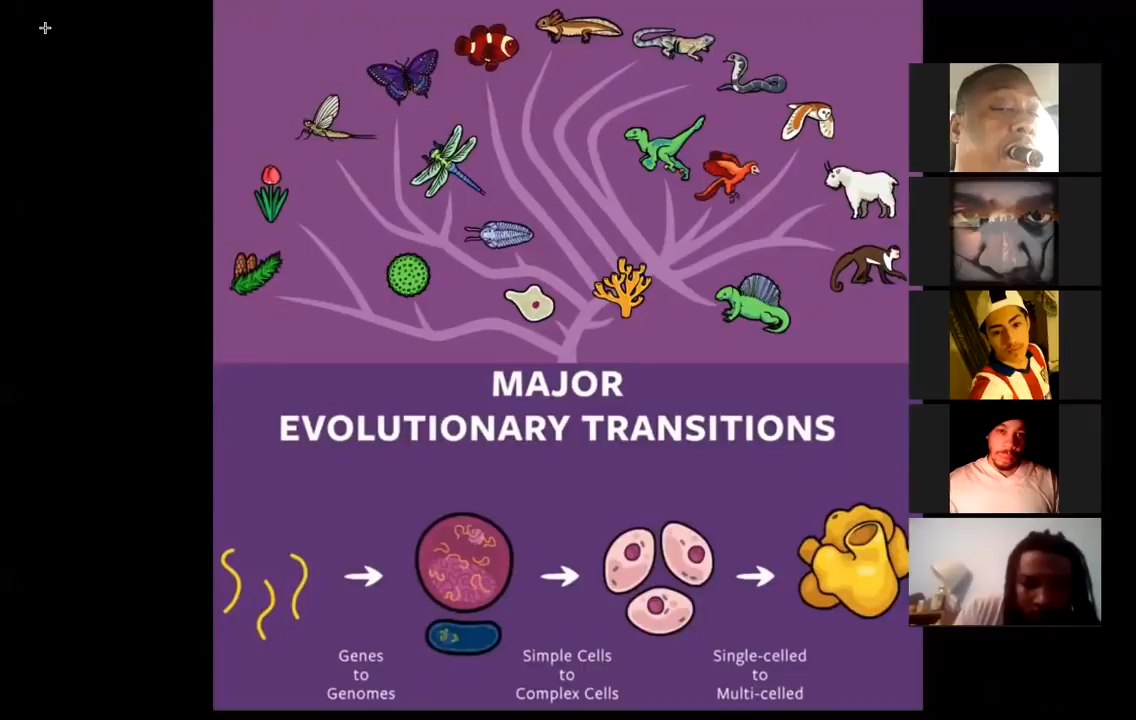 MAJOR
EVOLUTIONARY TRANSITIONS
Genes
to
Genomes
Simple Cells
to
Complex Cells
Single-celled
to
Multi-celled